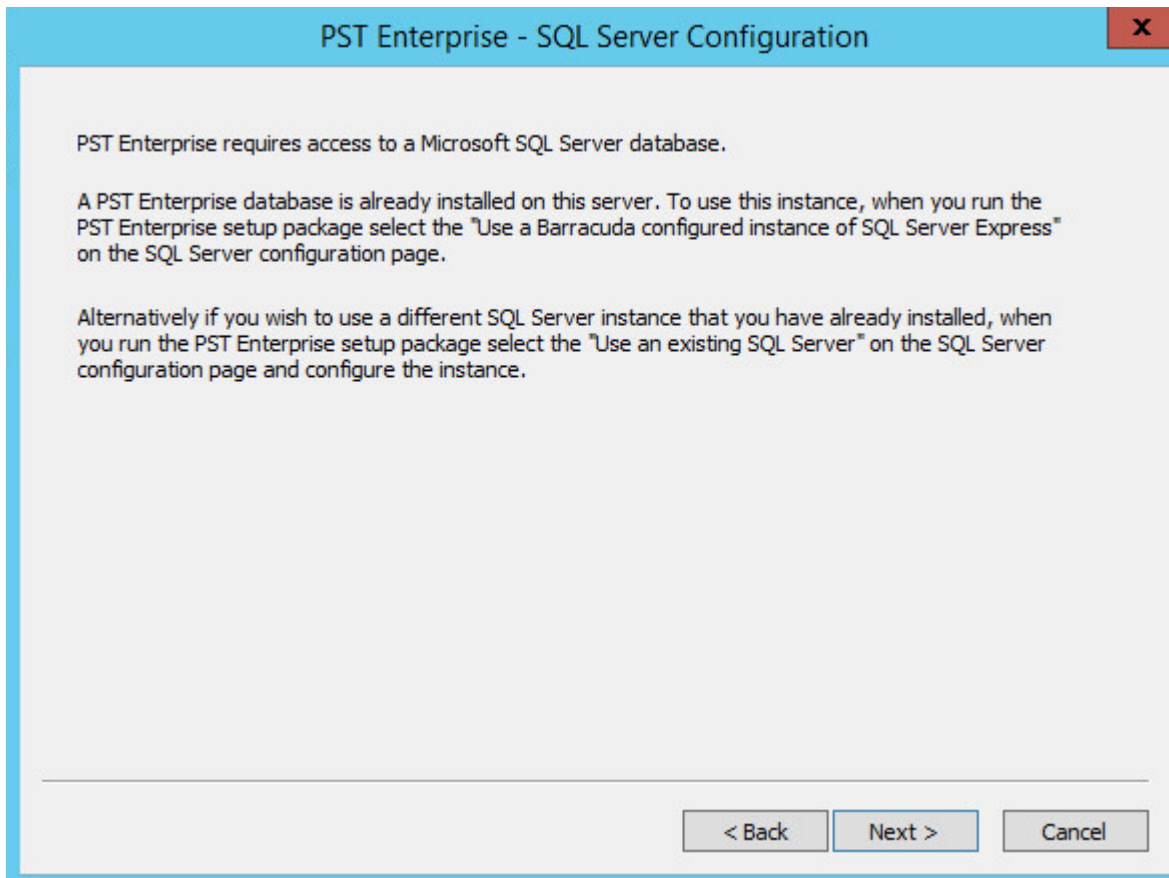 PST Enterprise - SQL Server Configuration
x
PST Enterprise requires access to a Microsoft SQL Server database.
A PST Enterprise database is already installed on this server. To use this instance, when you run the
PST Enterprise setup package select the "Use a Barracuda configured instance of SQL Server Express"
on the SQL Server configuration page.
Alternatively if you wish to use a different SQL Server instance that you have already installed, when
you run the PST Enterprise setup package select the "Use an existing SQL Server" on the SQL Server
configuration page and configure the instance.
< Back Next > Cancel